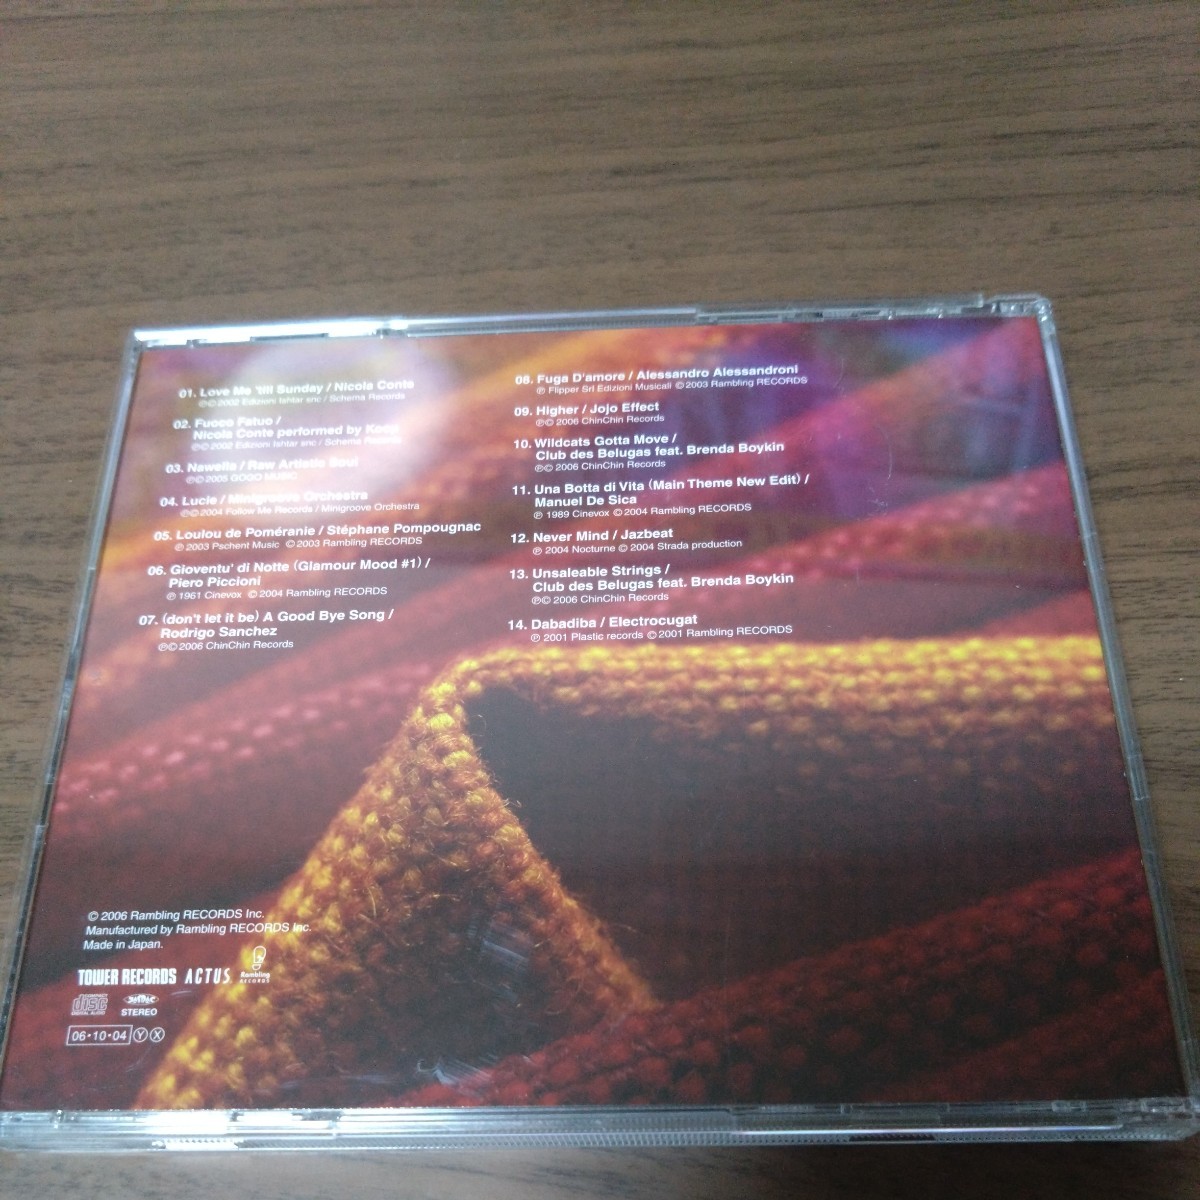 01. Love Me 'till Sunday / Nicola Conte
℗© 2002 Edizioni Ishtar snc / Schema Records
02. Fuoco Fatuo /
Nicola Conte performed by
℗© 2002 Edizioni Ishtar snc / Schema Records
03. Nawella / Raw Artistic Soul
℗© 2005 GOGO MUSIC
04. Lucie / Minigroove Orchestra
℗© 2004 Follow Me Records / Minigroove Orchestra
05. Loulou de Poméranie / Stéphane Pompougnac
℗ 2003 Pschent Music © 2003 Rambling RECORDS
06. Gioventu' di Notte (Glamour Mood #1) /
Piero Piccioni
℗ 1961 Cinevox © 2004 Rambling RECORDS
07. (don't let it be) A Good Bye Song /
Rodrigo Sanchez
℗© 2006 ChinChin Records
08. Fuga D'amore / Alessandro Alessandroni
℗ Flipper Srl Edizioni Musicali © 2003 Rambling RECORDS
09. Higher / Jojo Effect
℗© 2006 ChinChin Records
10. Wildcats Gotta Move /
Club des Belugas feat. Brenda Boykin
℗© 2006 ChinChin Records
11. Una Botta di Vita (Main Theme New Edit) /
Manuel De Sica
℗ 1989 Cinevox © 2004 Rambling RECORDS
12. Never Mind / Jazbeat
℗ 2004 Nocturne © 2004 Strada production
13. Unsaleable Strings /
Club des Belugas feat. Brenda Boykin
℗© 2006 ChinChin Records
14. Dabadiba / Electrocugat
℗ 2001 Plastic records © 2001 Rambling RECORDS
© 2006 Rambling RECORDS Inc.
Manufactured by Rambling RECORDS Inc.
Made in Japan.
TOWER RECORDS ACTUS Rambling RECORDS
COMPACT disc DIGITAL AUDIO
STEREO
06・10・04 Y X